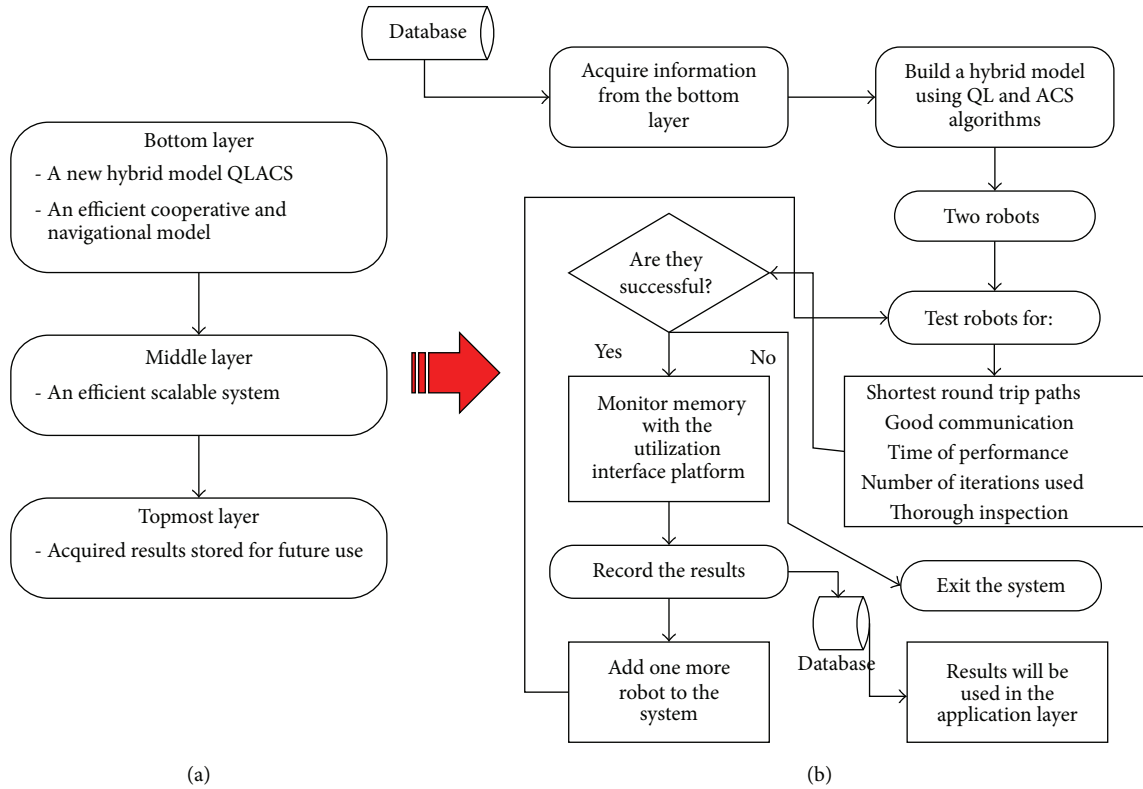 Bottom layer
- A new hybrid model QLACS
- An efficient cooperative and
navigational model
Middle layer
- An efficient scalable system
Topmost layer
- Acquired results stored for future use
(a)
Database
Acquire information
from the bottom
layer
Build a hybrid model
using QL and ACS
algorithms
Two robots
Test robots for:
Shortest round trip paths
Good communication
Time of performance
Number of iterations used
Thorough inspection
Are they
successful?
Yes
No
Monitor memory
with the
utilization
interface platform
Record the results
Exit the system
Database
Add one more
robot to the
system
Results will be
used in the
application layer
(b)